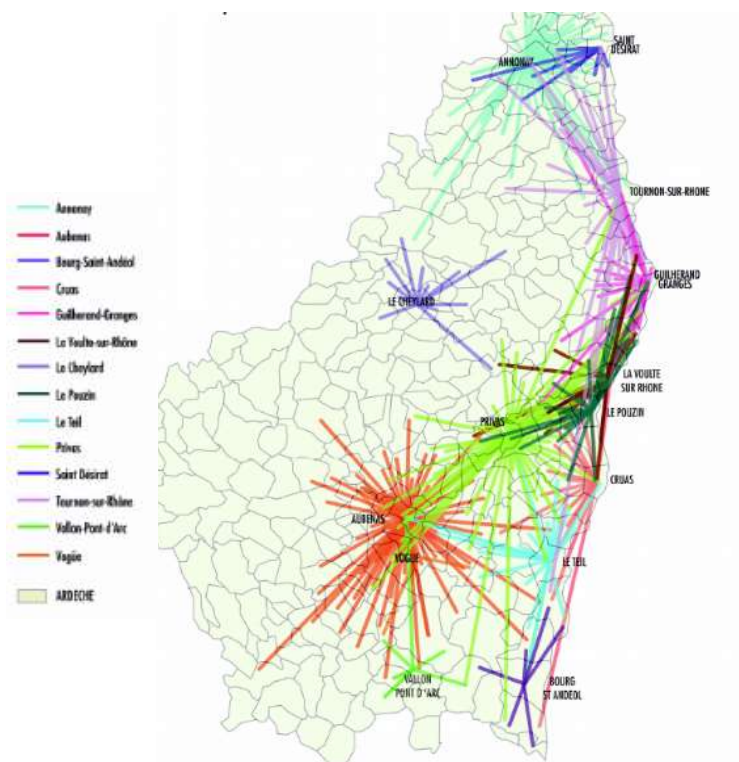 Annonay
Aubenas
Bourg-Saint-Andéol
Cruas
Guilherand-Granges
La Voulte-sur-Rhône
Le Cheylard
Le Pouzin
Le Teil
Privas
Saint Désirat
Tournon-sur-Rhône
Vallon-Pont-d'Arc
Vogüe
ARDECHE
SAINT
DÉSIRAT
ANNONAY
TOURNON-SUR-RHONE
GUILHERAND
GRANGES
LE CHEYLARD
LA VOULTE
SUR RHONE
PRIVAS
LE POUZIN
CRUAS
AUBENAS
VOGUE
LE TEIL
VALLON
PONT D'ARC
BOURG
ST ANDEOL